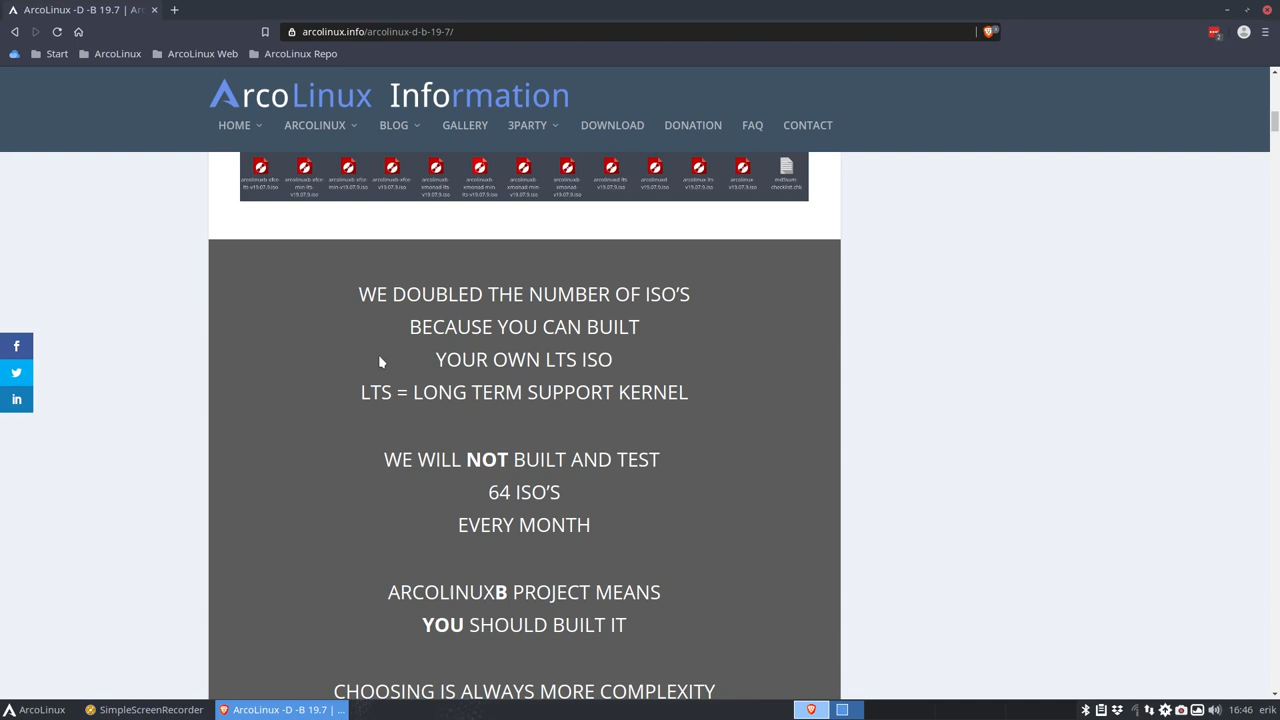 ArcoLinux -D -B 19.7 | Arc
arcolinux.info/arcolinux-d-b-19-7/
2
Start ArcoLinux ArcoLinux Web ArcoLinux Repo
ArcoLinux Information
HOME ARCOLINUX BLOG GALLERY 3PARTY DOWNLOAD DONATION FAQ CONTACT
WE DOUBLED THE NUMBER OF ISO'S
BECAUSE YOU CAN BUILT
YOUR OWN LTS ISO
LTS = LONG TERM SUPPORT KERNEL
WE WILL NOT BUILT AND TEST
64 ISO'S
EVERY MONTH
ARCOLINUXB PROJECT MEANS
YOU SHOULD BUILT IT
CHOOSING IS ALWAYS MORE COMPLEXITY
ArcoLinux SimpleScreenRecorder ArcoLinux -D -B 19.7 | ... 16:46 erik